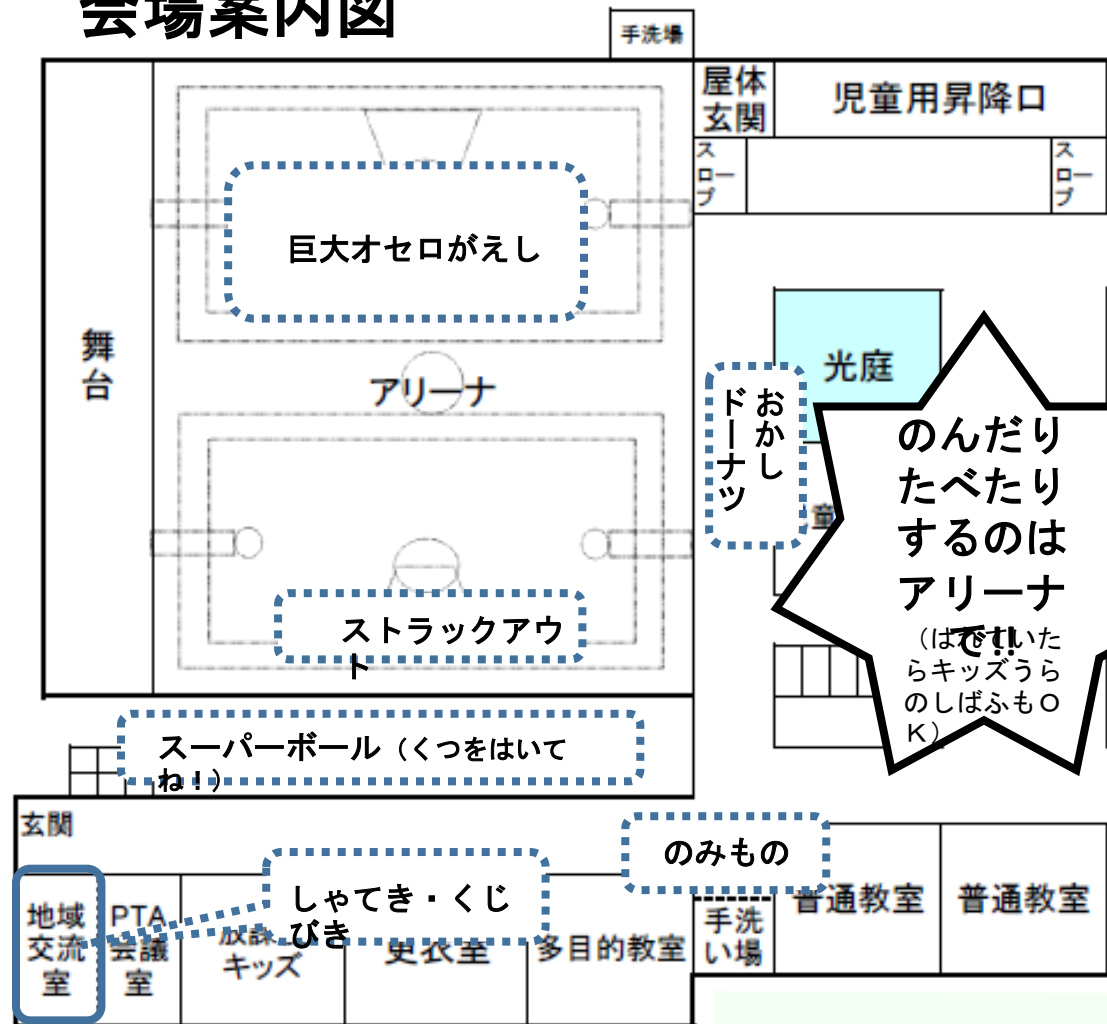 会場案内図
手洗場
屋体
玄関
児童用昇降口
スロープ
スロープ
巨大オセロがえし
舞台
アリーナ
光庭
おかし
ドーナツ
童
のんだり
たべたり
するのは
アリーナ
で!!
（はれていた
らキッズうら
のしばふもＯ
Ｋ）
ストラックアウ
ト
スーパーボール（くつをはいて
ね！）
玄関
のみもの
しゃてき・くじ
びき
地域
交流
室
PTA
会議
室
放課
キッズ
更衣室
多目的教室
手洗
い場
普通教室
普通教室